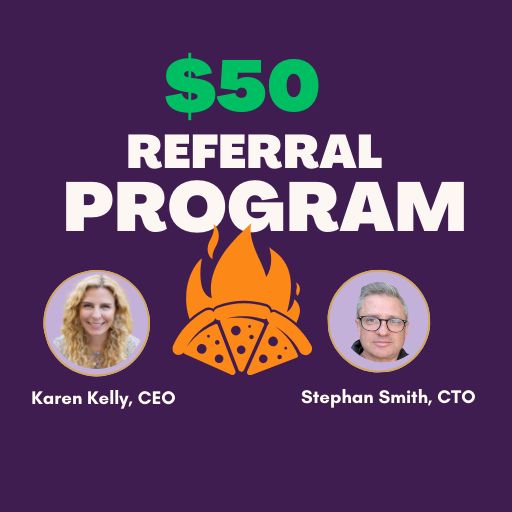 $50
REFERRAL
PROGRAM
Karen Kelly, CEO
Stephan Smith, CTO